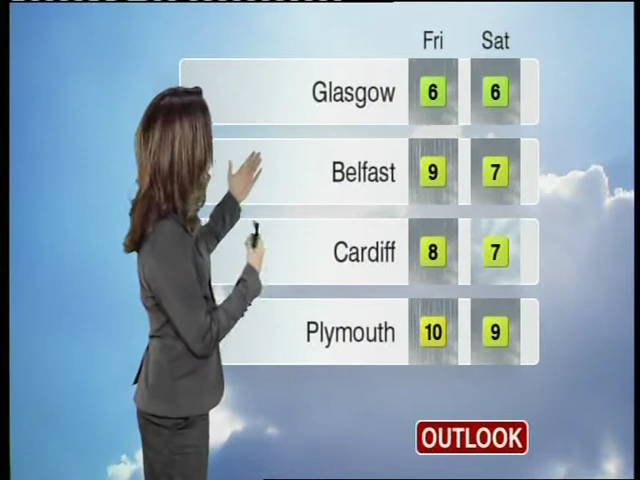 Fri Sat
Glasgow 6 6
Belfast 9 7
Cardiff 8 7
Plymouth 10 9
OUTLOOK